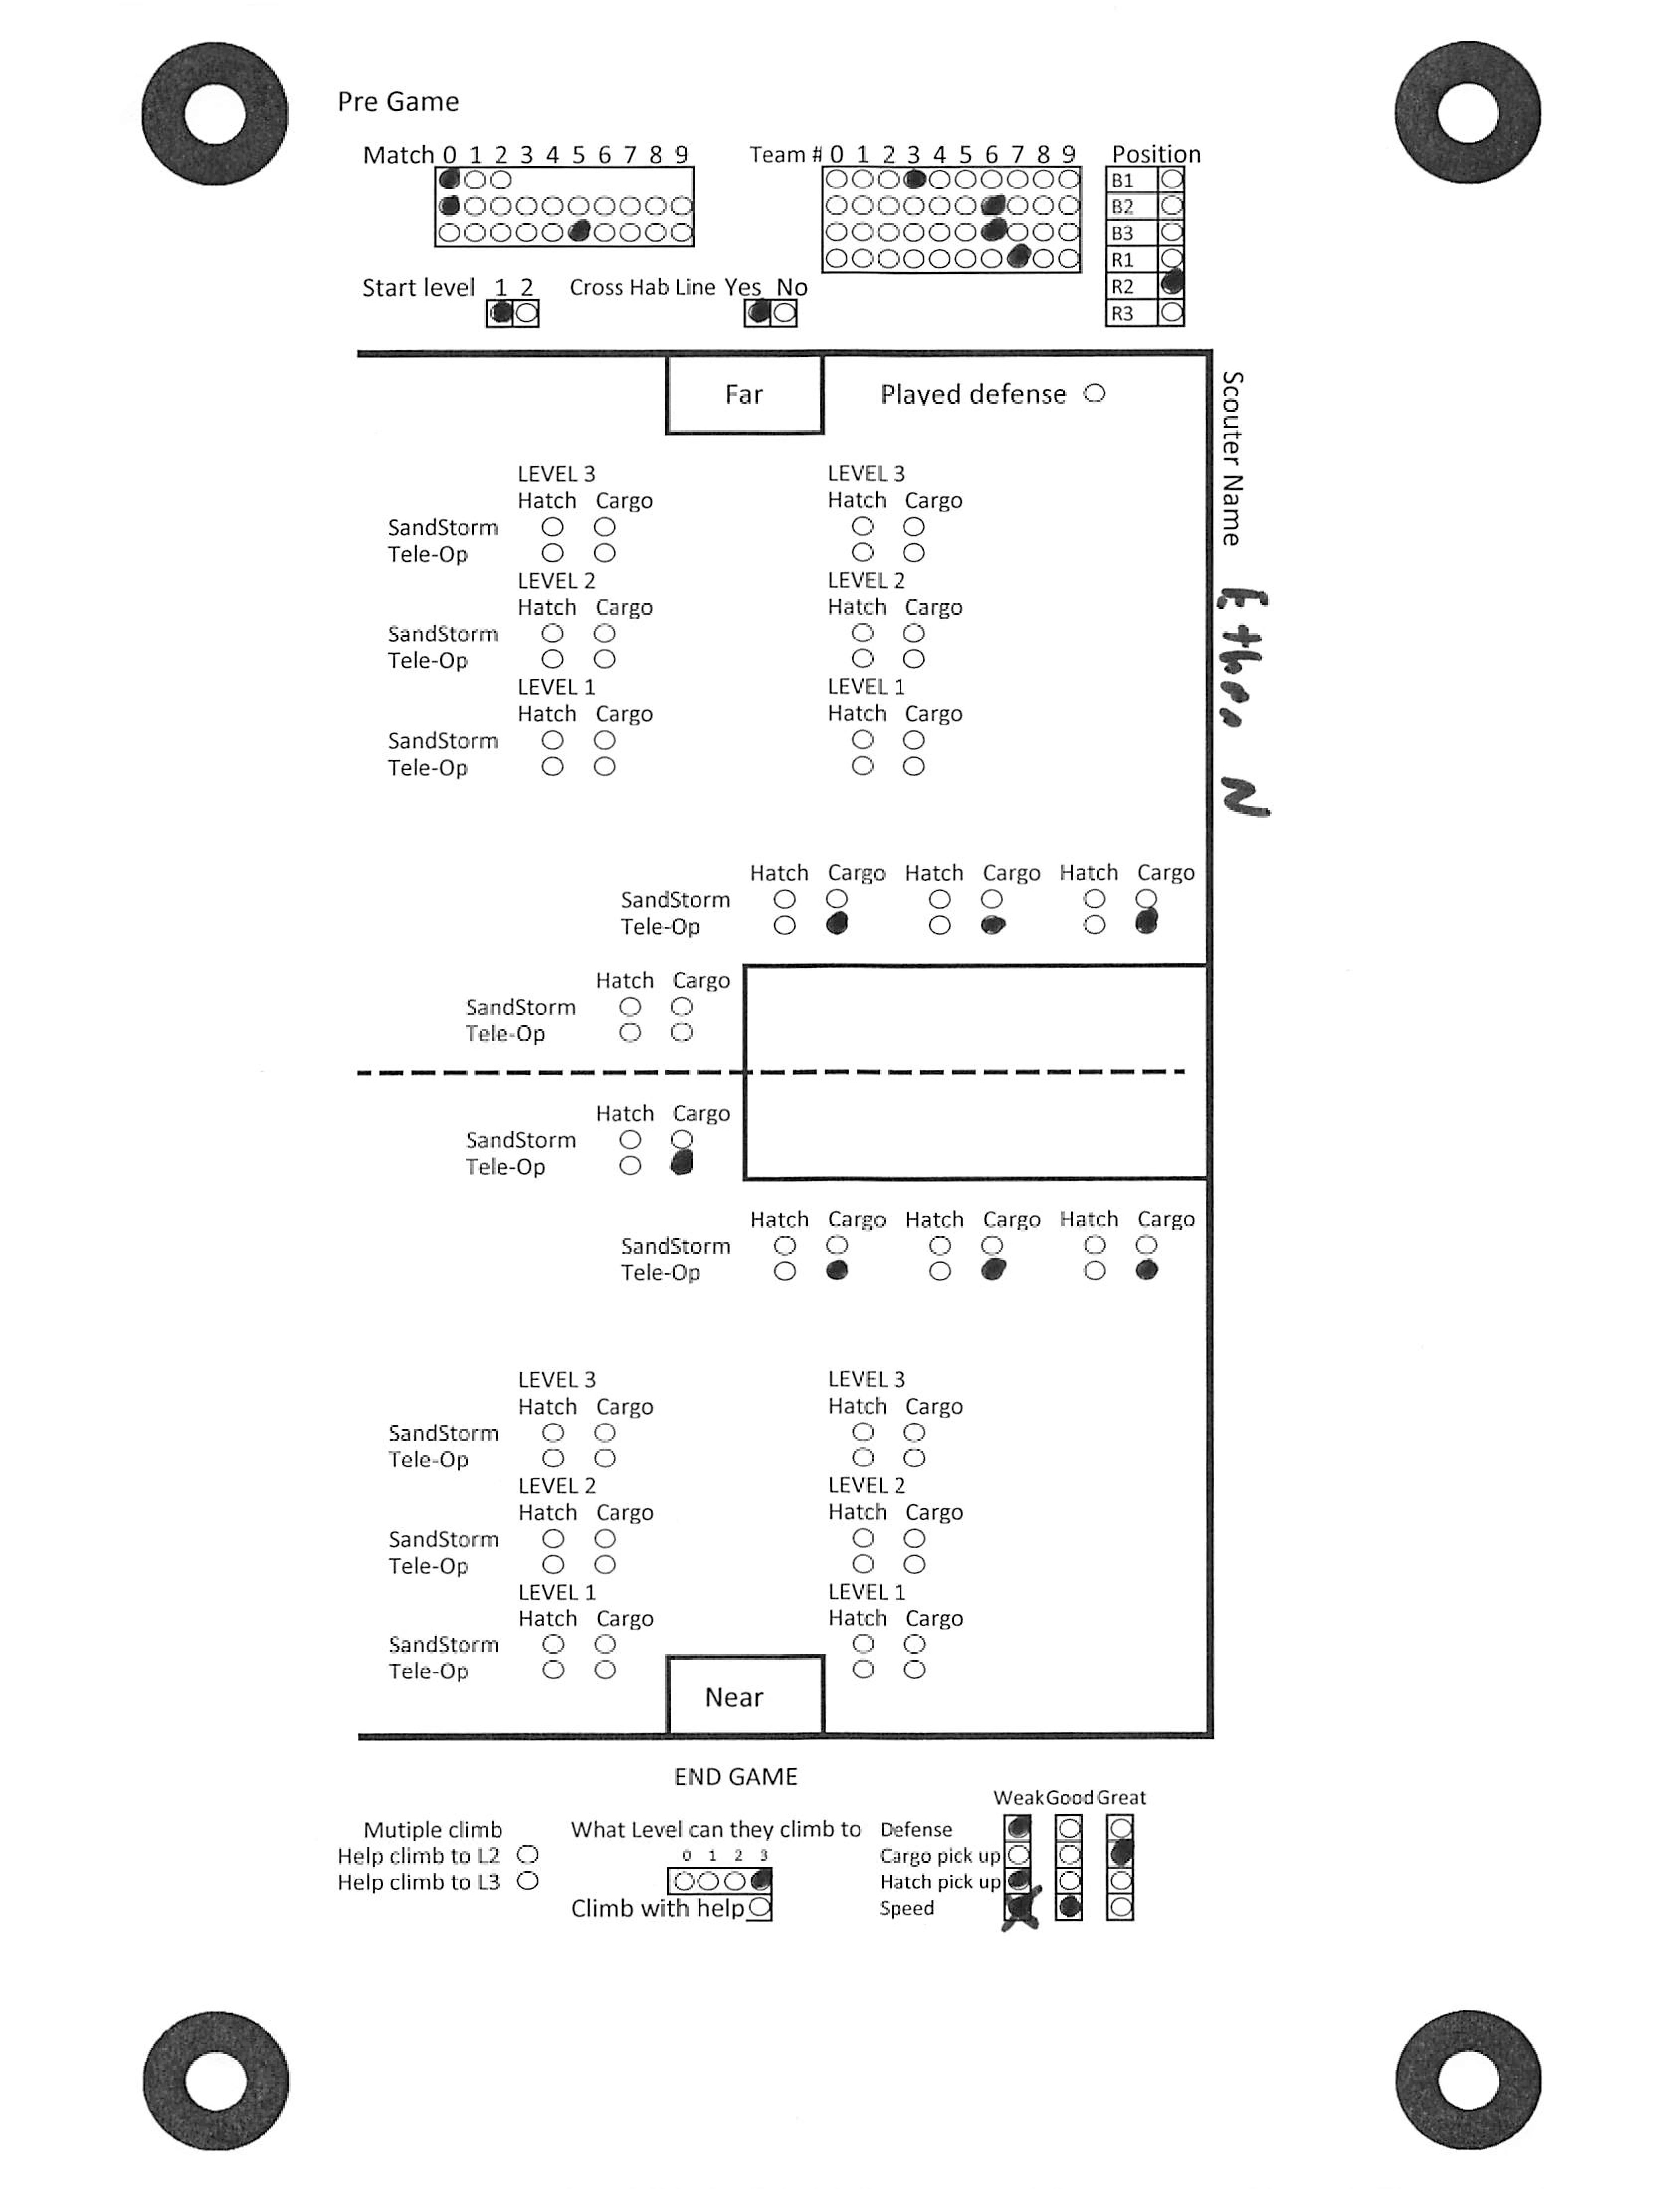 Pre Game
Match 0 1 2 3 4 5 6 7 8 9
Team # 0 1 2 3 4 5 6 7 8 9
Position
B1
B2
B3
R1
R2
R3
Start level 1 2
Cross Hab Line Yes No
Far
Played defense
Scouter Name Ethan N
LEVEL 3 LEVEL 3
Hatch Cargo Hatch Cargo
SandStorm
Tele-Op
LEVEL 2 LEVEL 2
Hatch Cargo Hatch Cargo
SandStorm
Tele-Op
LEVEL 1 LEVEL 1
Hatch Cargo Hatch Cargo
SandStorm
Tele-Op
Hatch Cargo Hatch Cargo Hatch Cargo
SandStorm
Tele-Op
Hatch Cargo
SandStorm
Tele-Op
Hatch Cargo
SandStorm
Tele-Op
Hatch Cargo Hatch Cargo Hatch Cargo
SandStorm
Tele-Op
LEVEL 3 LEVEL 3
Hatch Cargo Hatch Cargo
SandStorm
Tele-Op
LEVEL 2 LEVEL 2
Hatch Cargo Hatch Cargo
SandStorm
Tele-Op
LEVEL 1 LEVEL 1
Hatch Cargo Hatch Cargo
SandStorm
Tele-Op
Near
END GAME
Mutiple climb
Help climb to L2
Help climb to L3
What Level can they climb to
0 1 2 3
Climb with help
Weak Good Great
Defense
Cargo pick up
Hatch pick up
Speed